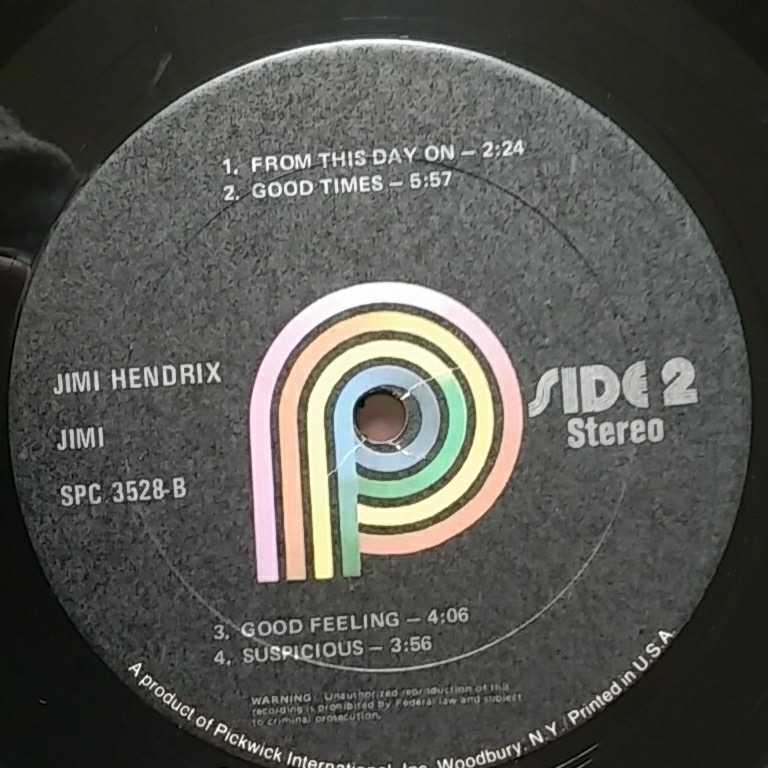 1. FROM THIS DAY ON — 2:24
2. GOOD TIMES — 5:57
JIMI HENDRIX
JIMI
SPC 3528-B
SIDE 2
Stereo
3. GOOD FEELING — 4:06
4. SUSPICIOUS — 3:56
WARNING: Unauthorized reproduction of this
recording is prohibited by Federal law and subject
to criminal prosecution.
A product of Pickwick International, Inc. Woodbury, N.Y. Printed in U.S.A.